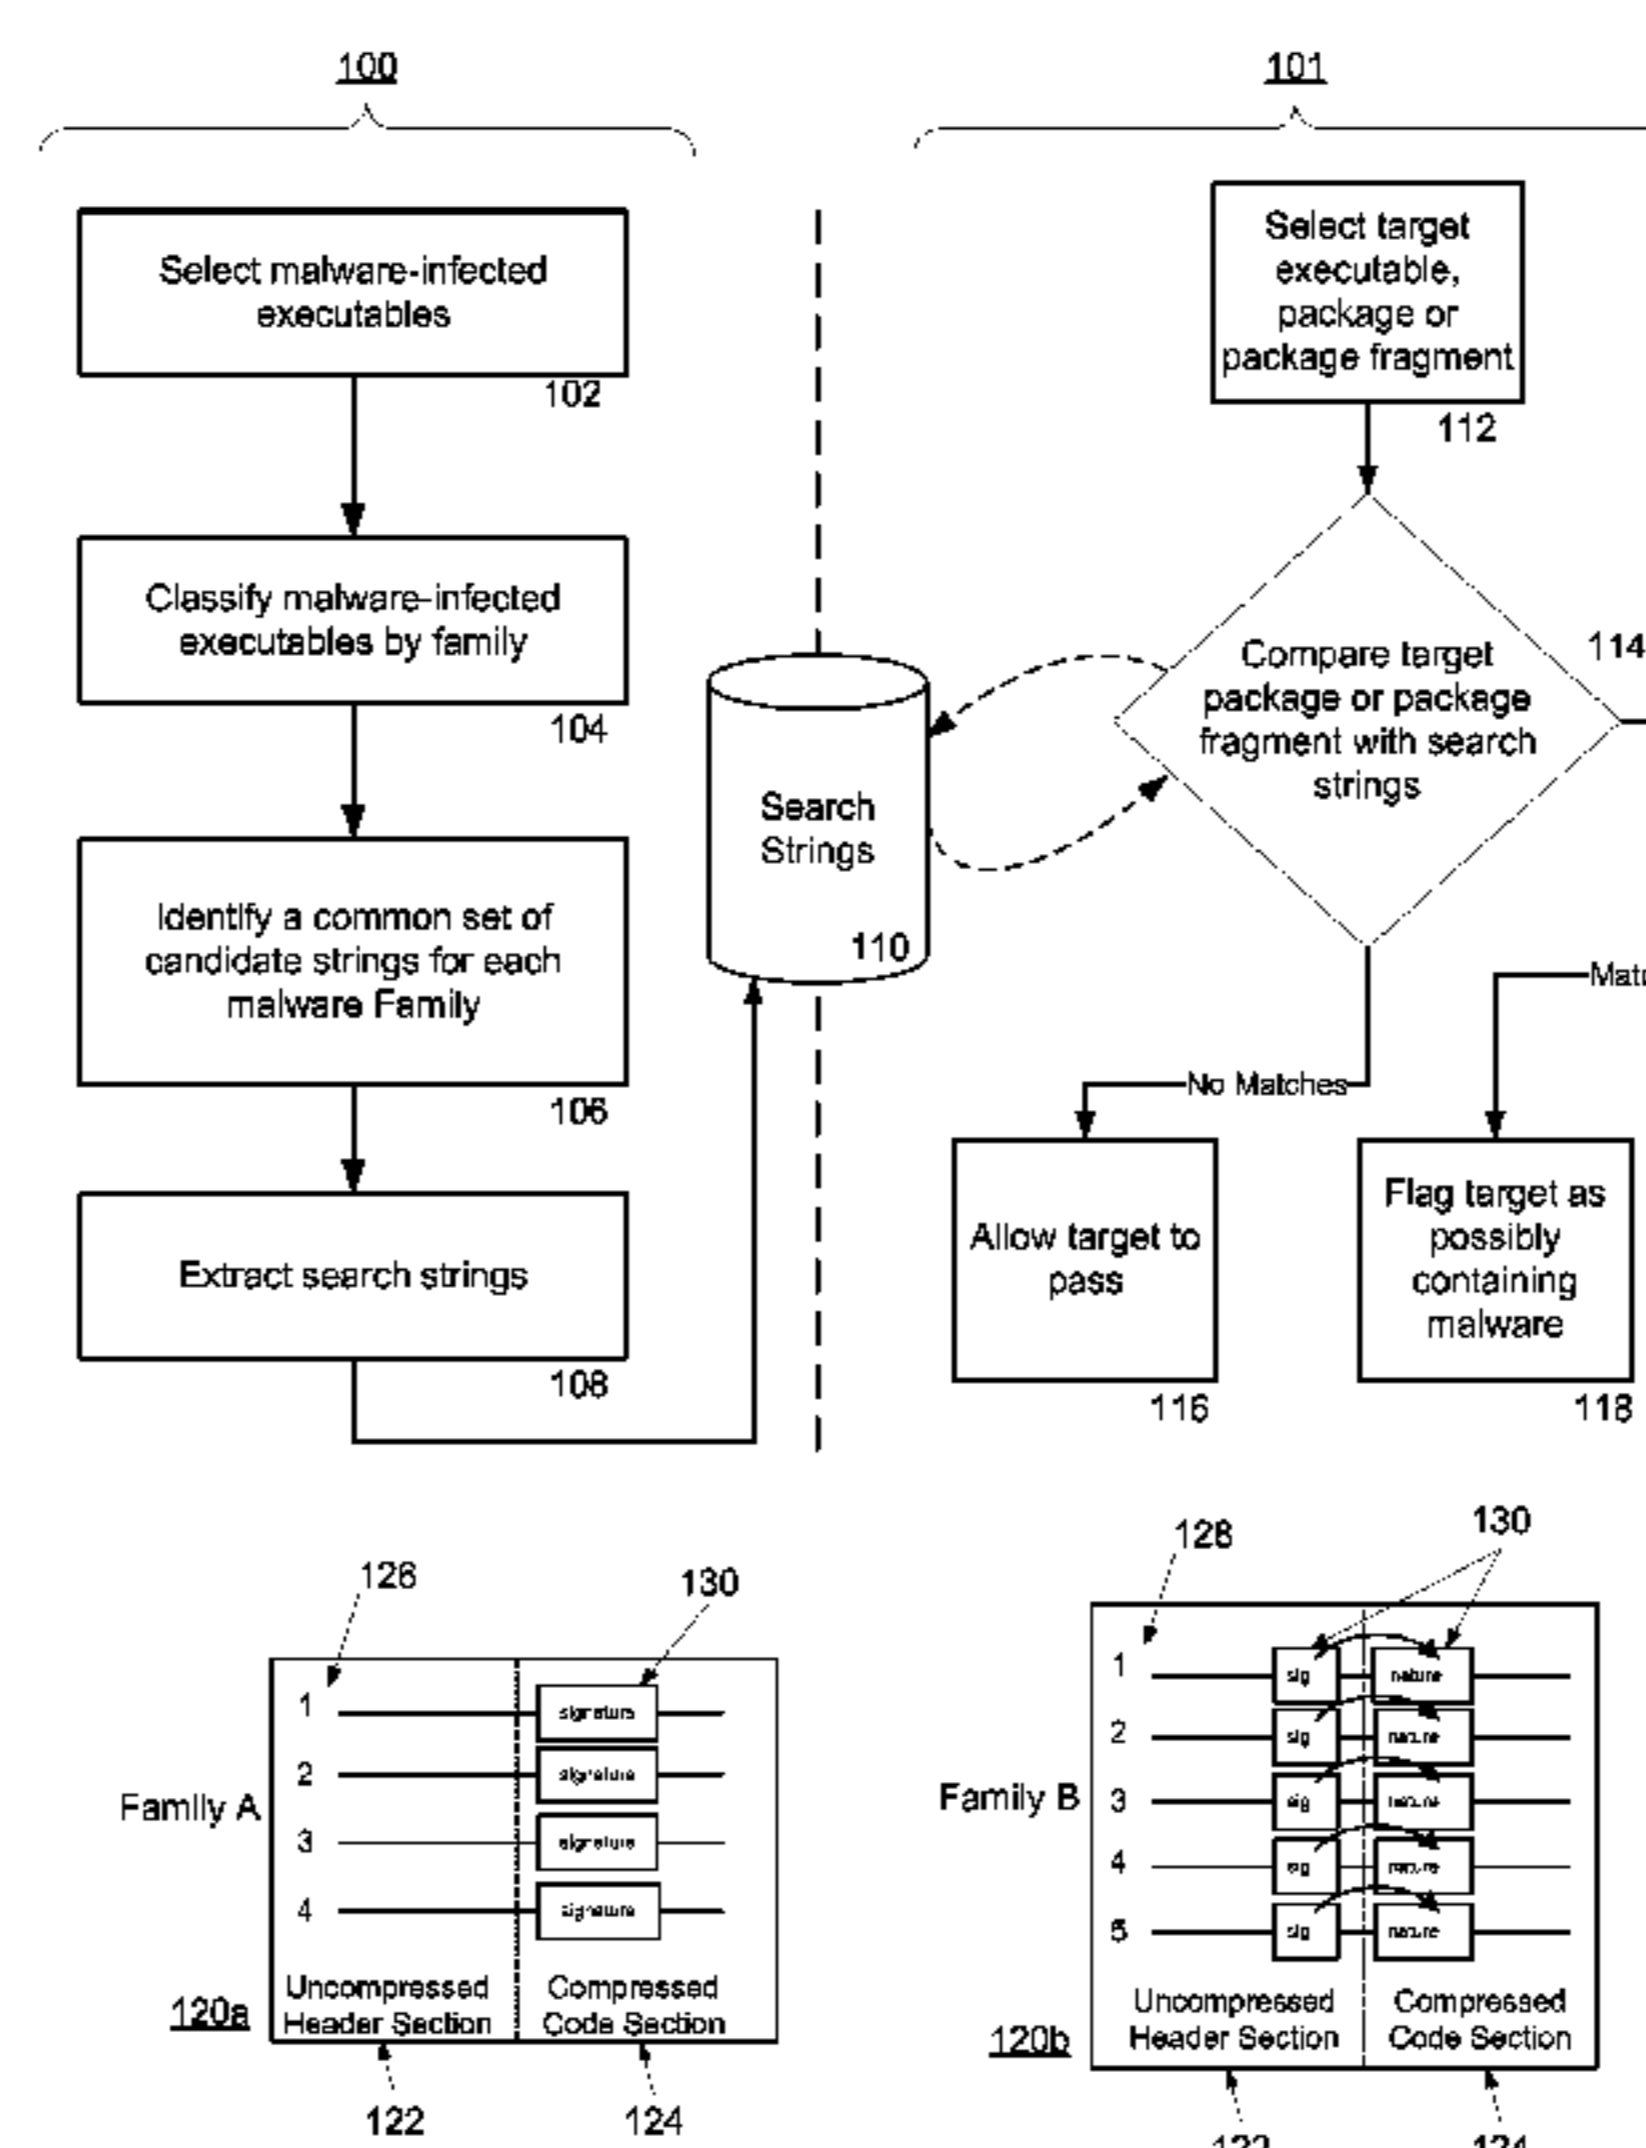 100
Select malware-infected
executables
102
Classify malware-infected
executables by family
104
Identify a common set of
candidate strings for each
malware Family
106
Extract search strings
108
Search
Strings
110
101
Select target
executable,
package or
package fragment
112
Compare target
package or package
fragment with search
strings
114
No Matches
Matc
Allow target to
pass
116
Flag target as
possibly
containing
malware
118
126
130
Family A
1
signature
2
signature
3
signature
4
signature
Uncompressed
Header Section
Compressed
Code Section
120a
122
124
128
130
Family B
1
sig
nature
2
sig
nature
3
sig
nature
4
sig
nature
5
sig
nature
Uncompressed
Header Section
Compressed
Code Section
120b